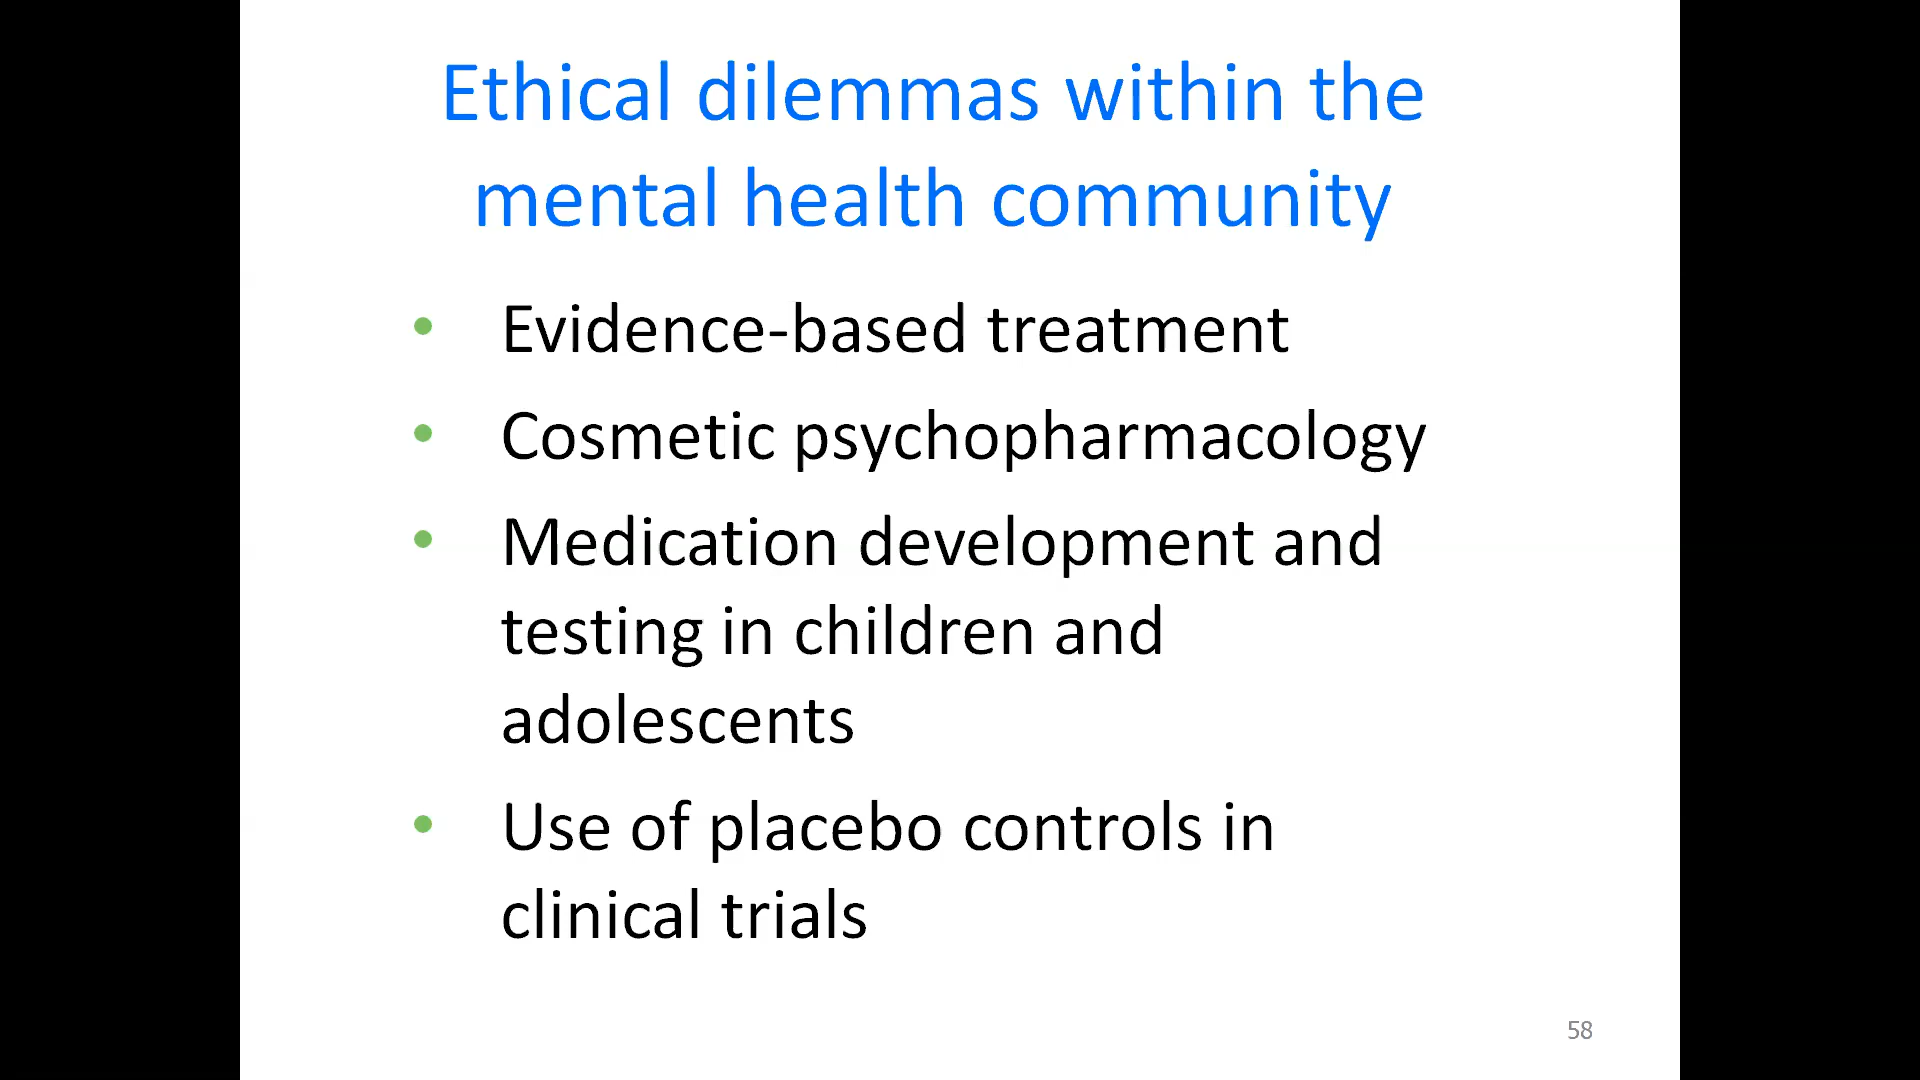 Ethical dilemmas within the
mental health community
• Evidence-based treatment
• Cosmetic psychopharmacology
• Medication development and
testing in children and
adolescents
• Use of placebo controls in
clinical trials
58